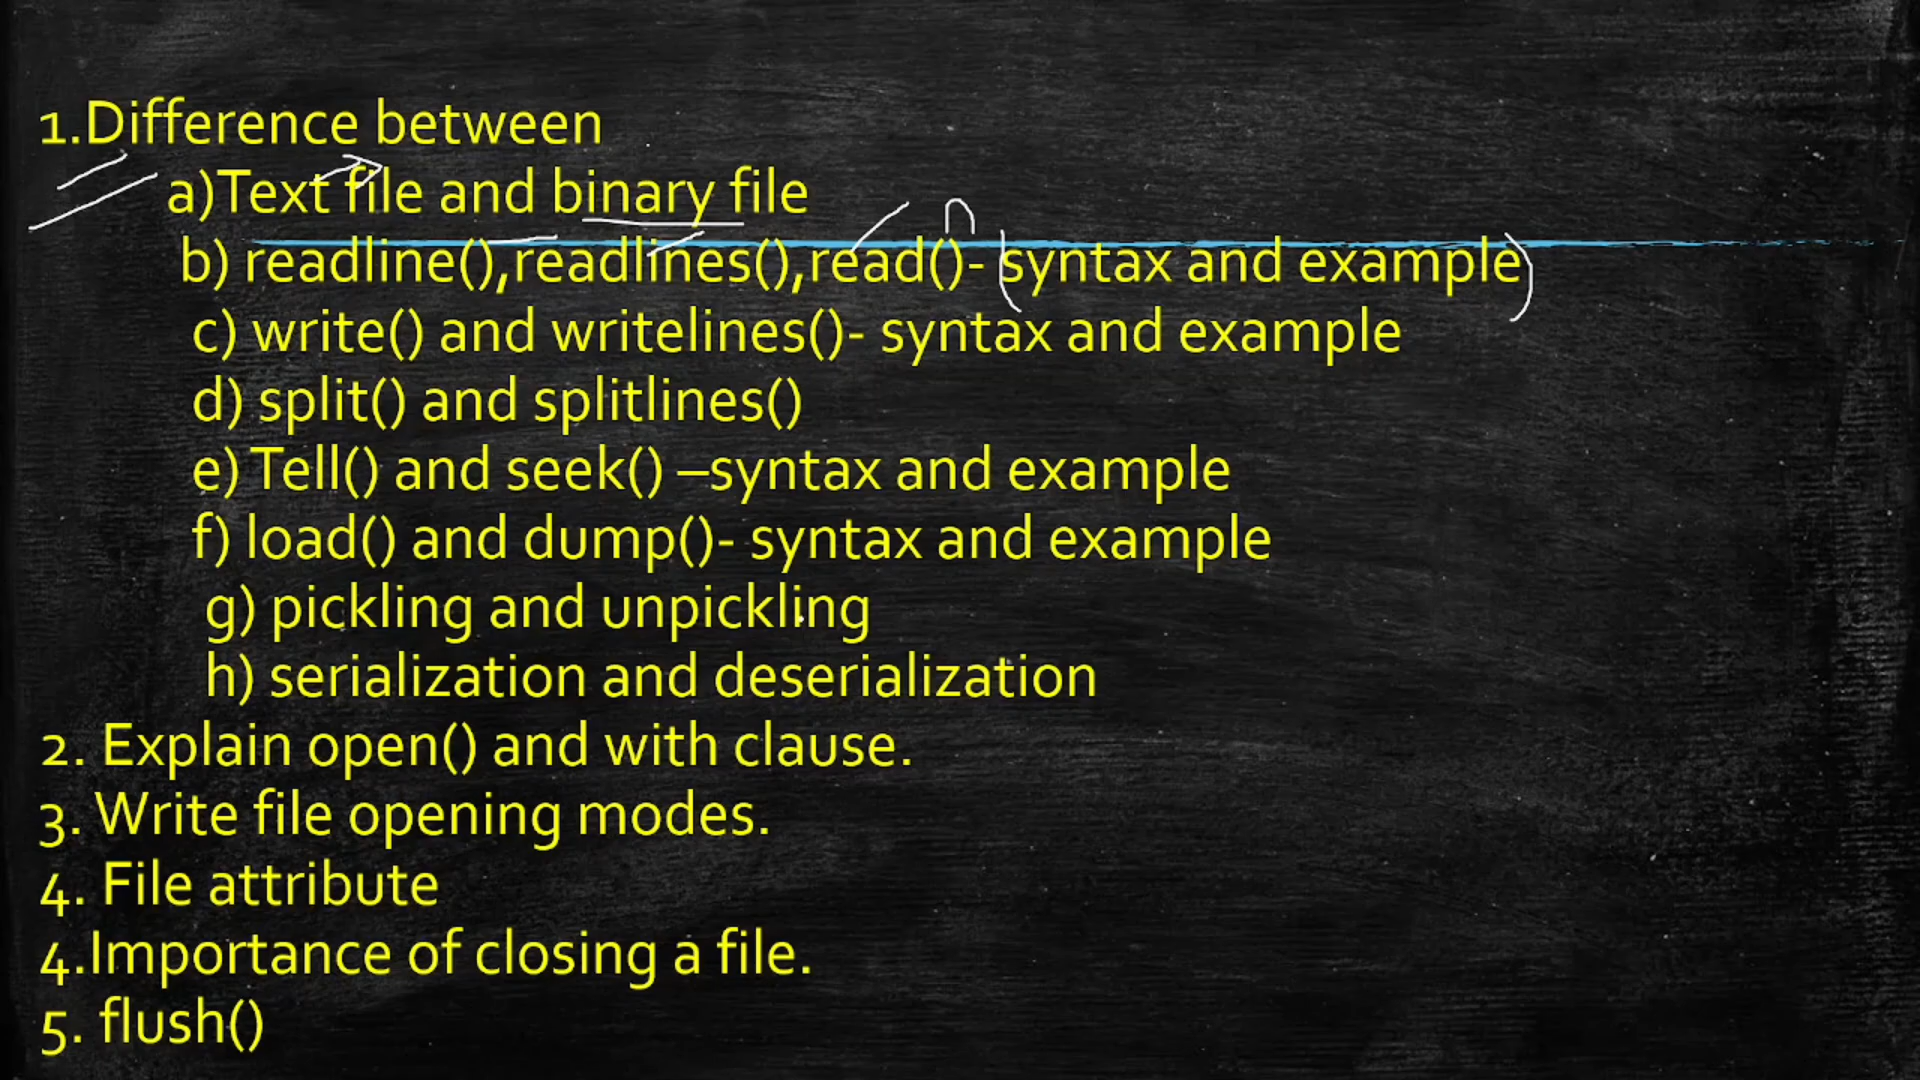 1.Difference between
a)Text file and binary file
b) readline(),readlines(),read()- syntax and example
c) write() and writelines()- syntax and example
d) split() and splitlines()
e) Tell() and seek() –syntax and example
f) load() and dump()- syntax and example
g) pickling and unpickling
h) serialization and deserialization
2. Explain open() and with clause.
3. Write file opening modes.
4. File attribute
4.Importance of closing a file.
5. flush()